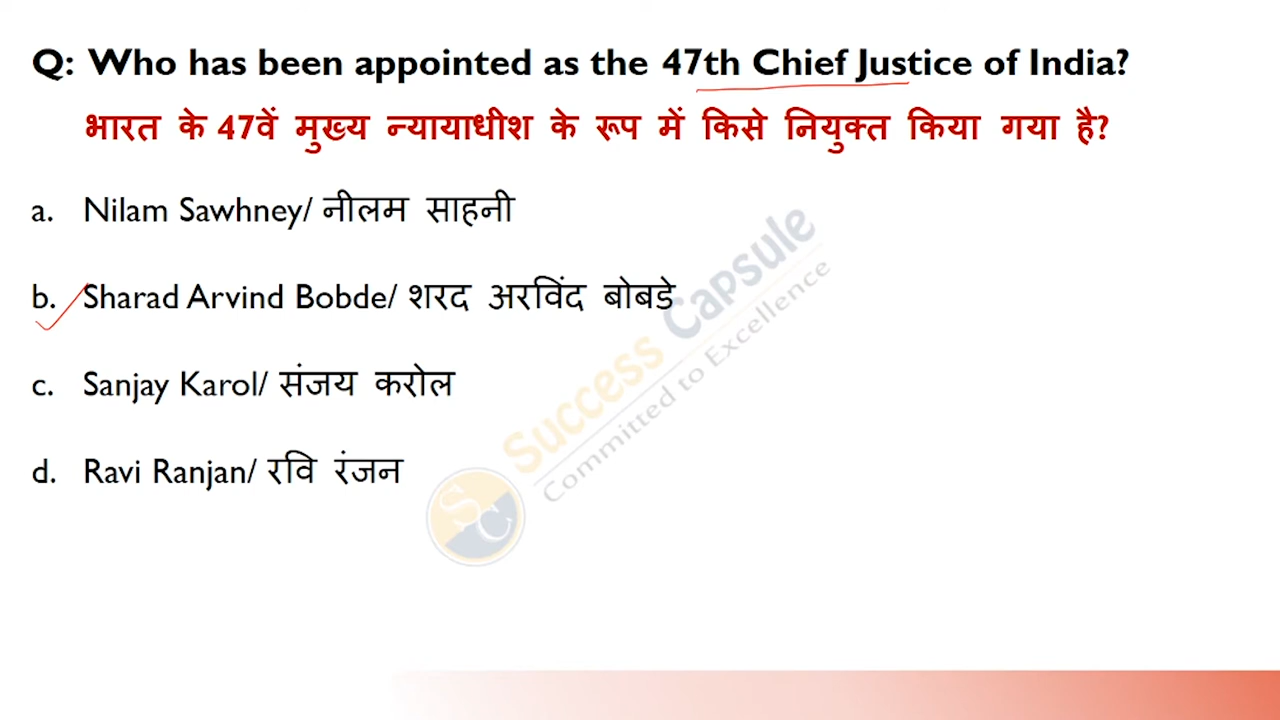 Q: Who has been appointed as the 47th Chief Justice of India?
भारत के 47वें मुख्य न्यायाधीश के रूप में किसे नियुक्त किया गया है?
a. Nilam Sawhney/ नीलम साहनी
b. Sharad Arvind Bobde/ शरद अरविंद बोबडे
c. Sanjay Karol/ संजय करोल
d. Ravi Ranjan/ रवि रंजन
Success Capsule
Committed to Excellence
SC